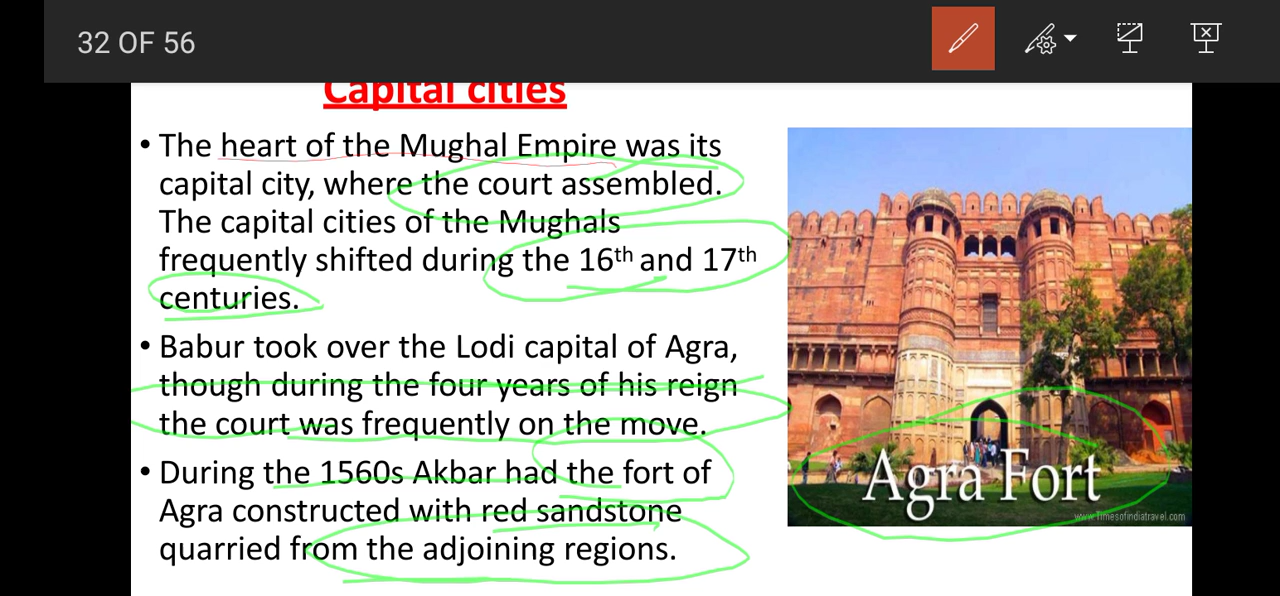 32 OF 56
Capital cities
• The heart of the Mughal Empire was its
capital city, where the court assembled.
The capital cities of the Mughals
frequently shifted during the 16th and 17th
centuries.
• Babur took over the Lodi capital of Agra,
though during the four years of his reign
the court was frequently on the move.
• During the 1560s Akbar had the fort of
Agra constructed with red sandstone
quarried from the adjoining regions.
Agra Fort
www.Timesofindiatravel.com